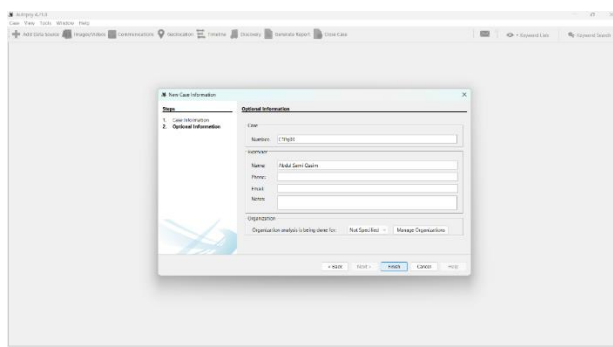 Autopsy 4.21.0
Case View Tools Window Help
Add Data Source Images/Videos Communications Geolocation Timeline Discovery Generate Report Close Case Keyword Lists Keyword Search
New Case Information
Steps
1. Case Information
2. Optional Information
Optional Information
Case
Number:
Examiner
Name:
Phone:
Email:
Notes:
Organization
Organization analysis is being done for: Not Specified Manage Organizations
< Back Next > Finish Cancel Help